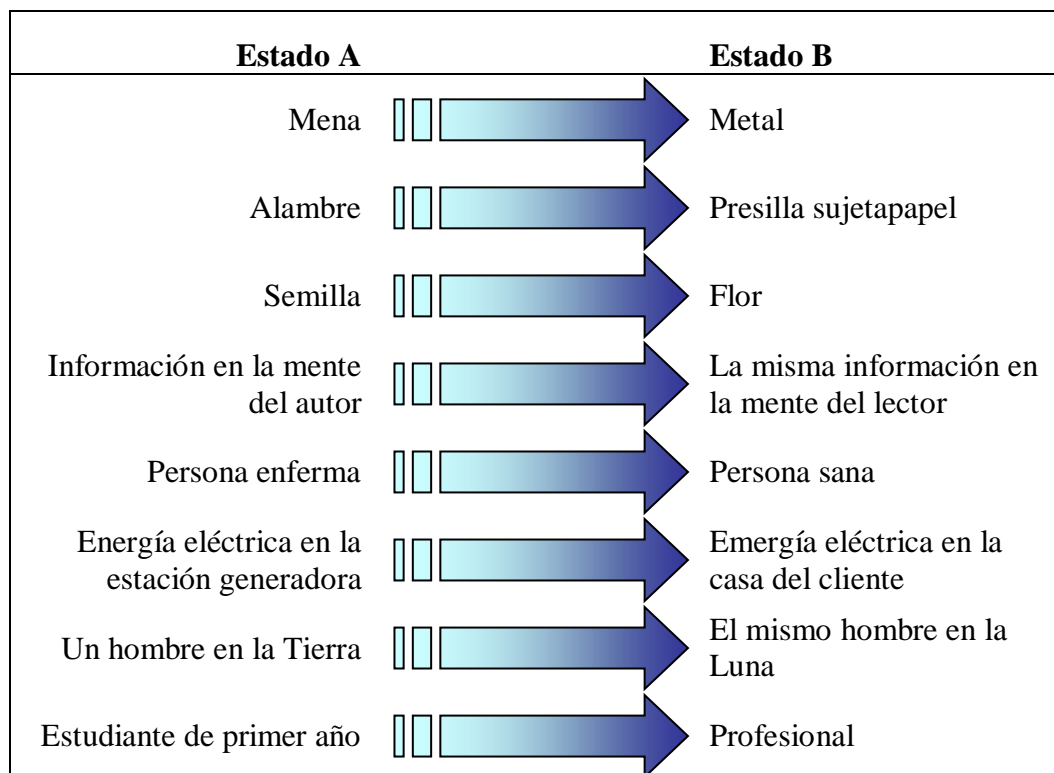 Estado A Estado B
Mena Metal
Alambre Presilla sujetapapel
Semilla Flor
Información en la mente
del autor
La misma información en
la mente del lector
Persona enferma Persona sana
Energía eléctrica en la
estación generadora
Emergía eléctrica en la
casa del cliente
Un hombre en la Tierra
El mismo hombre en la
Luna
Estudiante de primer año Profesional